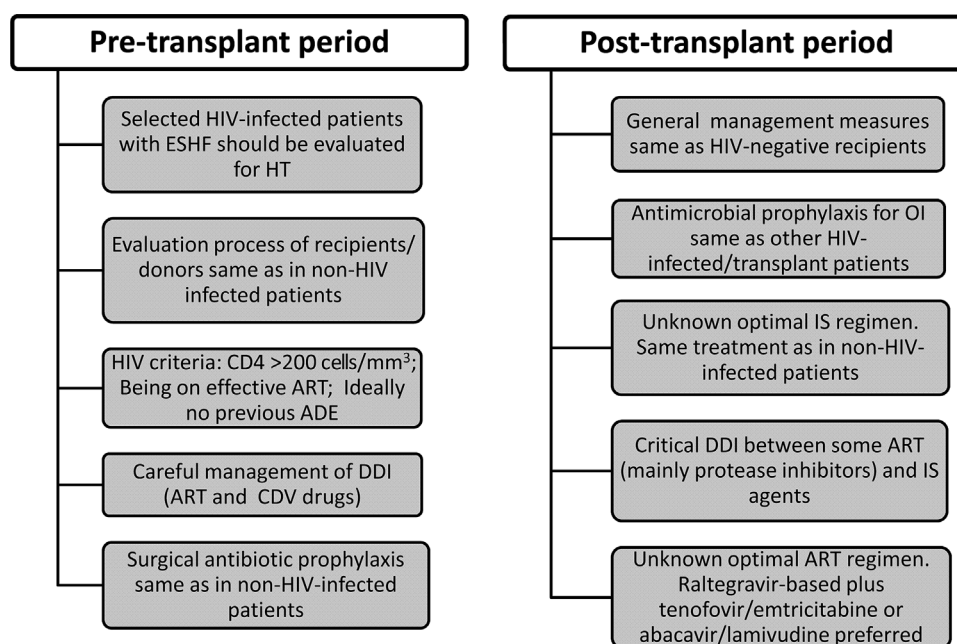 Pre-transplant period
Selected HIV-infected patients
with ESHF should be evaluated
for HT
Evaluation process of recipients/
donors same as in non-HIV
infected patients
HIV criteria: CD4 >200 cells/mm³;
Being on effective ART; Ideally
no previous ADE
Careful management of DDI
(ART and CDV drugs)
Surgical antibiotic prophylaxis
same as in non-HIV-infected
patients
Post-transplant period
General management measures
same as HIV-negative recipients
Antimicrobial prophylaxis for OI
same as other HIV-
infected/transplant patients
Unknown optimal IS regimen.
Same treatment as in non-HIV-
infected patients
Critical DDI between some ART
(mainly protease inhibitors) and IS
agents
Unknown optimal ART regimen.
Raltegravir-based plus
tenofovir/emtricitabine or
abacavir/lamivudine preferred